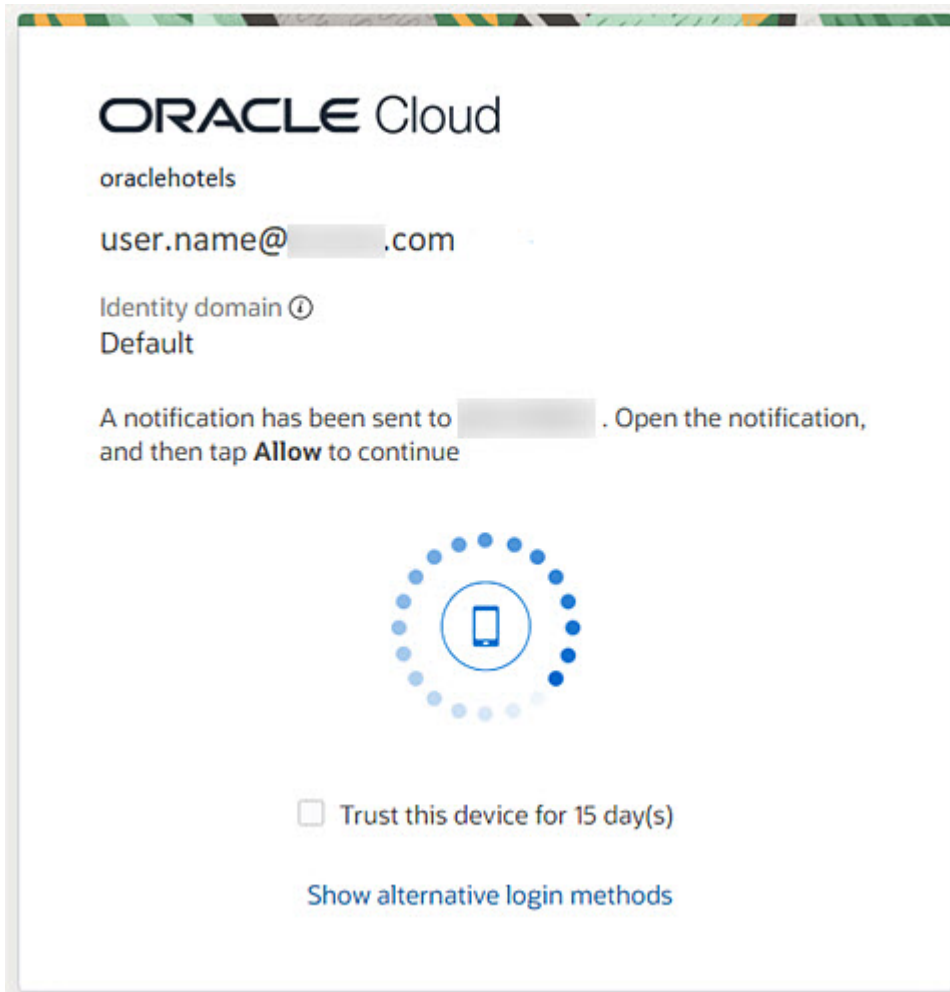 ORACLE Cloud
oraclehotels
user.name@ .com
Identity domain
Default
A notification has been sent to . Open the notification,
and then tap Allow to continue
Trust this device for 15 day(s)
Show alternative login methods